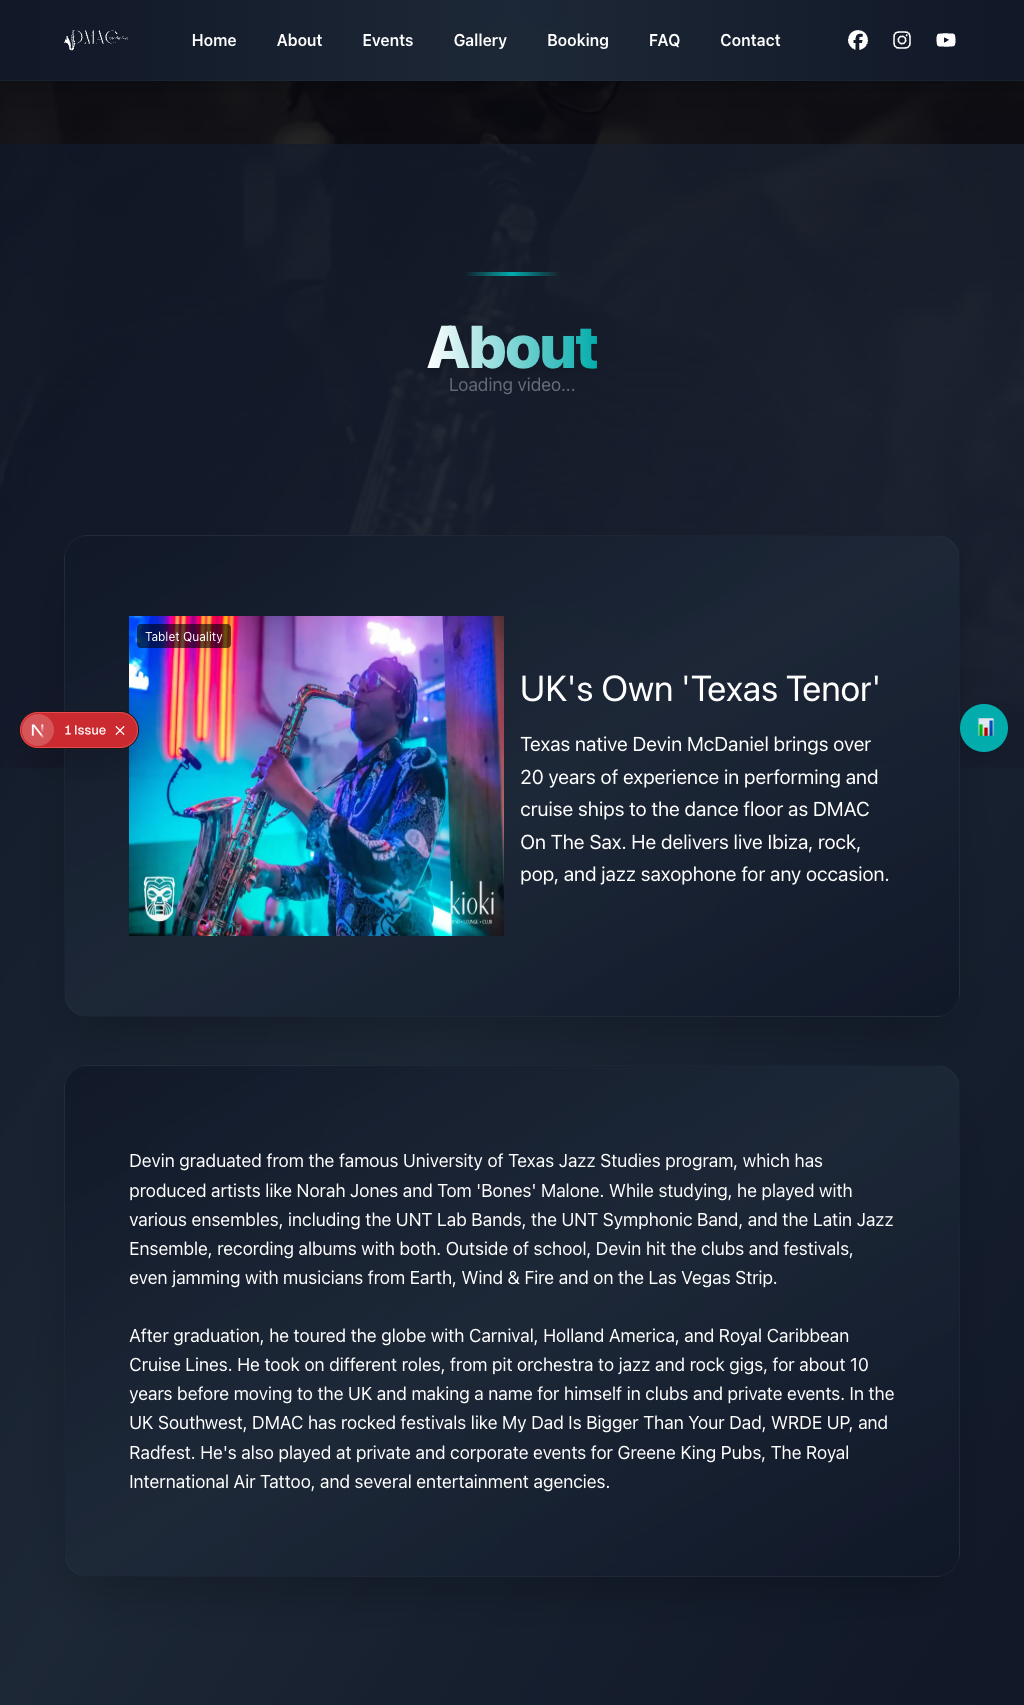 DMAC
Home About Events Gallery Booking FAQ Contact
About
Loading video...
Tablet Quality
kioki
UK's Own 'Texas Tenor'
Texas native Devin McDaniel brings over
20 years of experience in performing and
cruise ships to the dance floor as DMAC
On The Sax. He delivers live Ibiza, rock,
pop, and jazz saxophone for any occasion.
N 1 Issue
Devin graduated from the famous University of Texas Jazz Studies program, which has
produced artists like Norah Jones and Tom 'Bones' Malone. While studying, he played with
various ensembles, including the UNT Lab Bands, the UNT Symphonic Band, and the Latin Jazz
Ensemble, recording albums with both. Outside of school, Devin hit the clubs and festivals,
even jamming with musicians from Earth, Wind & Fire and on the Las Vegas Strip.
After graduation, he toured the globe with Carnival, Holland America, and Royal Caribbean
Cruise Lines. He took on different roles, from pit orchestra to jazz and rock gigs, for about 10
years before moving to the UK and making a name for himself in clubs and private events. In the
UK Southwest, DMAC has rocked festivals like My Dad Is Bigger Than Your Dad, WRDE UP, and
Radfest. He's also played at private and corporate events for Greene King Pubs, The Royal
International Air Tattoo, and several entertainment agencies.